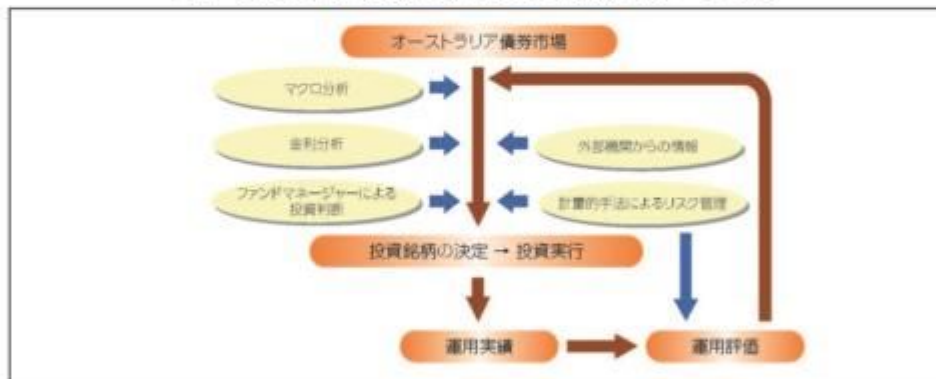 オーストラリア債券市場
マクロ分析
金利分析
外部機関からの情報
ファンドマネージャーによる
投資判断
計量的手法によるリスク管理
投資銘柄の決定 → 投資実行
運用実績
運用評価